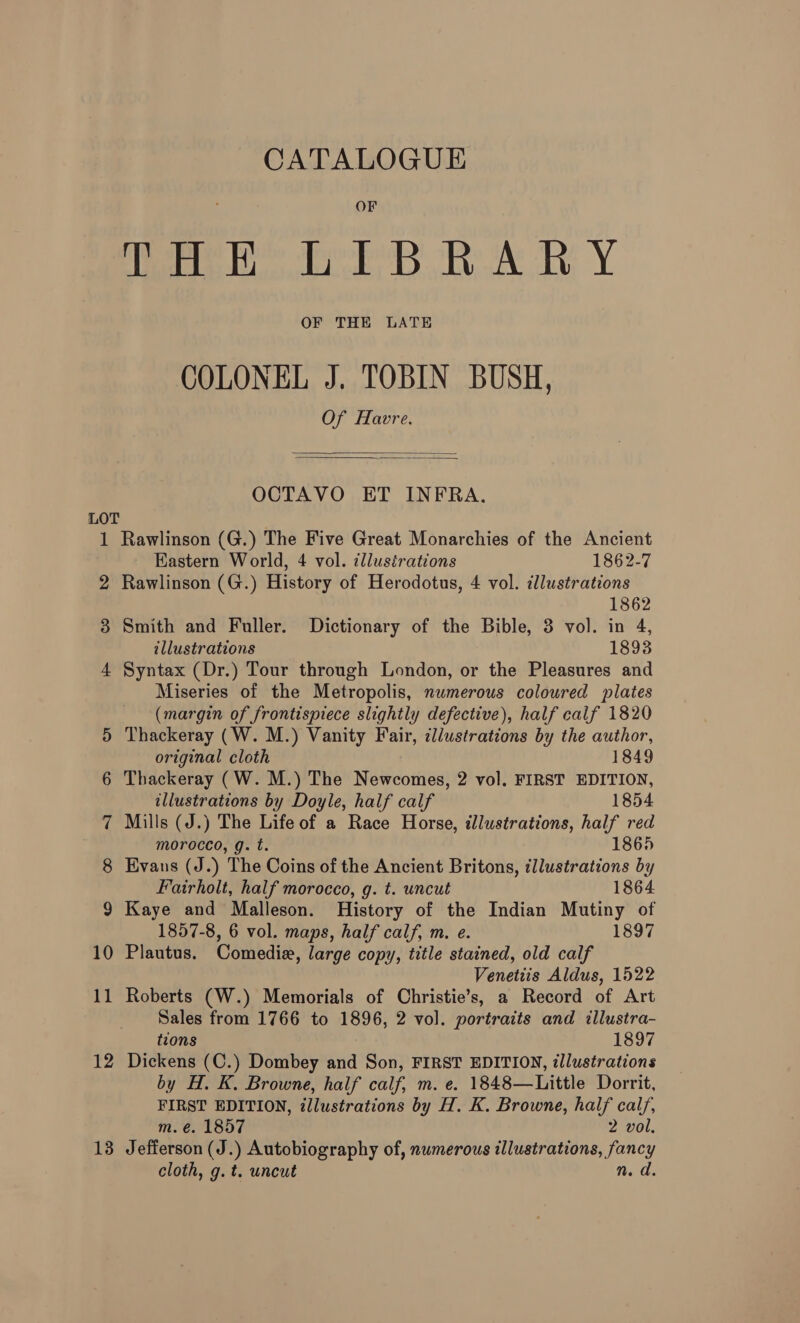 CATALOGUE
OF
THE LIBRARY
OF THE LATE
COLONEL J. TOBIN BUSH,
Of Havre.
OCTAVO ET INFRA.
LOT
1 Rawlinson (G.) The Five Great Monarchies of the Ancient
Eastern World, 4 vol. illustrations 1862-7
2 Rawlinson (G.) History of Herodotus, 4 vol. illustrations
1862
3 Smith and Fuller. Dictionary of the Bible, 3 vol. in 4,
illustrations 1893
4 Syntax (Dr.) Tour through London, or the Pleasures and
Miseries of the Metropolis, numerous coloured plates
(margin of frontispiece slightly defective), half calf 1820
5 Thackeray (W. M.) Vanity Fair, illustrations by the author,
original cloth 1849
6 Thackeray (W. M.) The Newcomes, 2 vol. FIRST EDITION,
illustrations by Doyle, half calf 1854
7 Mills (J.) The Life of a Race Horse, illustrations, half red
morocco, g. t. 1865
8 Evans (J.) The Coins of the Ancient Britons, illustrations by
Fairholt, half morocco, g. t. uncut 1864
9 Kaye and Malleson. History of the Indian Mutiny of
1857-8, 6 vol. maps, half calf, m. e. 1897
10 Plautus. Comediæ, large copy, title stained, old calf
Venetiis Aldus, 1522
11 Roberts (W.) Memorials of Christie's, a Record of Art
Sales from 1766 to 1896, 2 vol. portraits and illustra-
tions 1897
12 Dickens (C.) Dombey and Son, FIRST EDITION, illustrations
by H. K. Browne, half calf, m. e. 1848—Little Dorrit,
FIRST EDITION, illustrations by H. K. Browne, half calf,
m. e. 1857 2 vol.
13 Jefferson (J.) Autobiography of, numerous illustrations, fancy
cloth, g. t. uncut n. d.